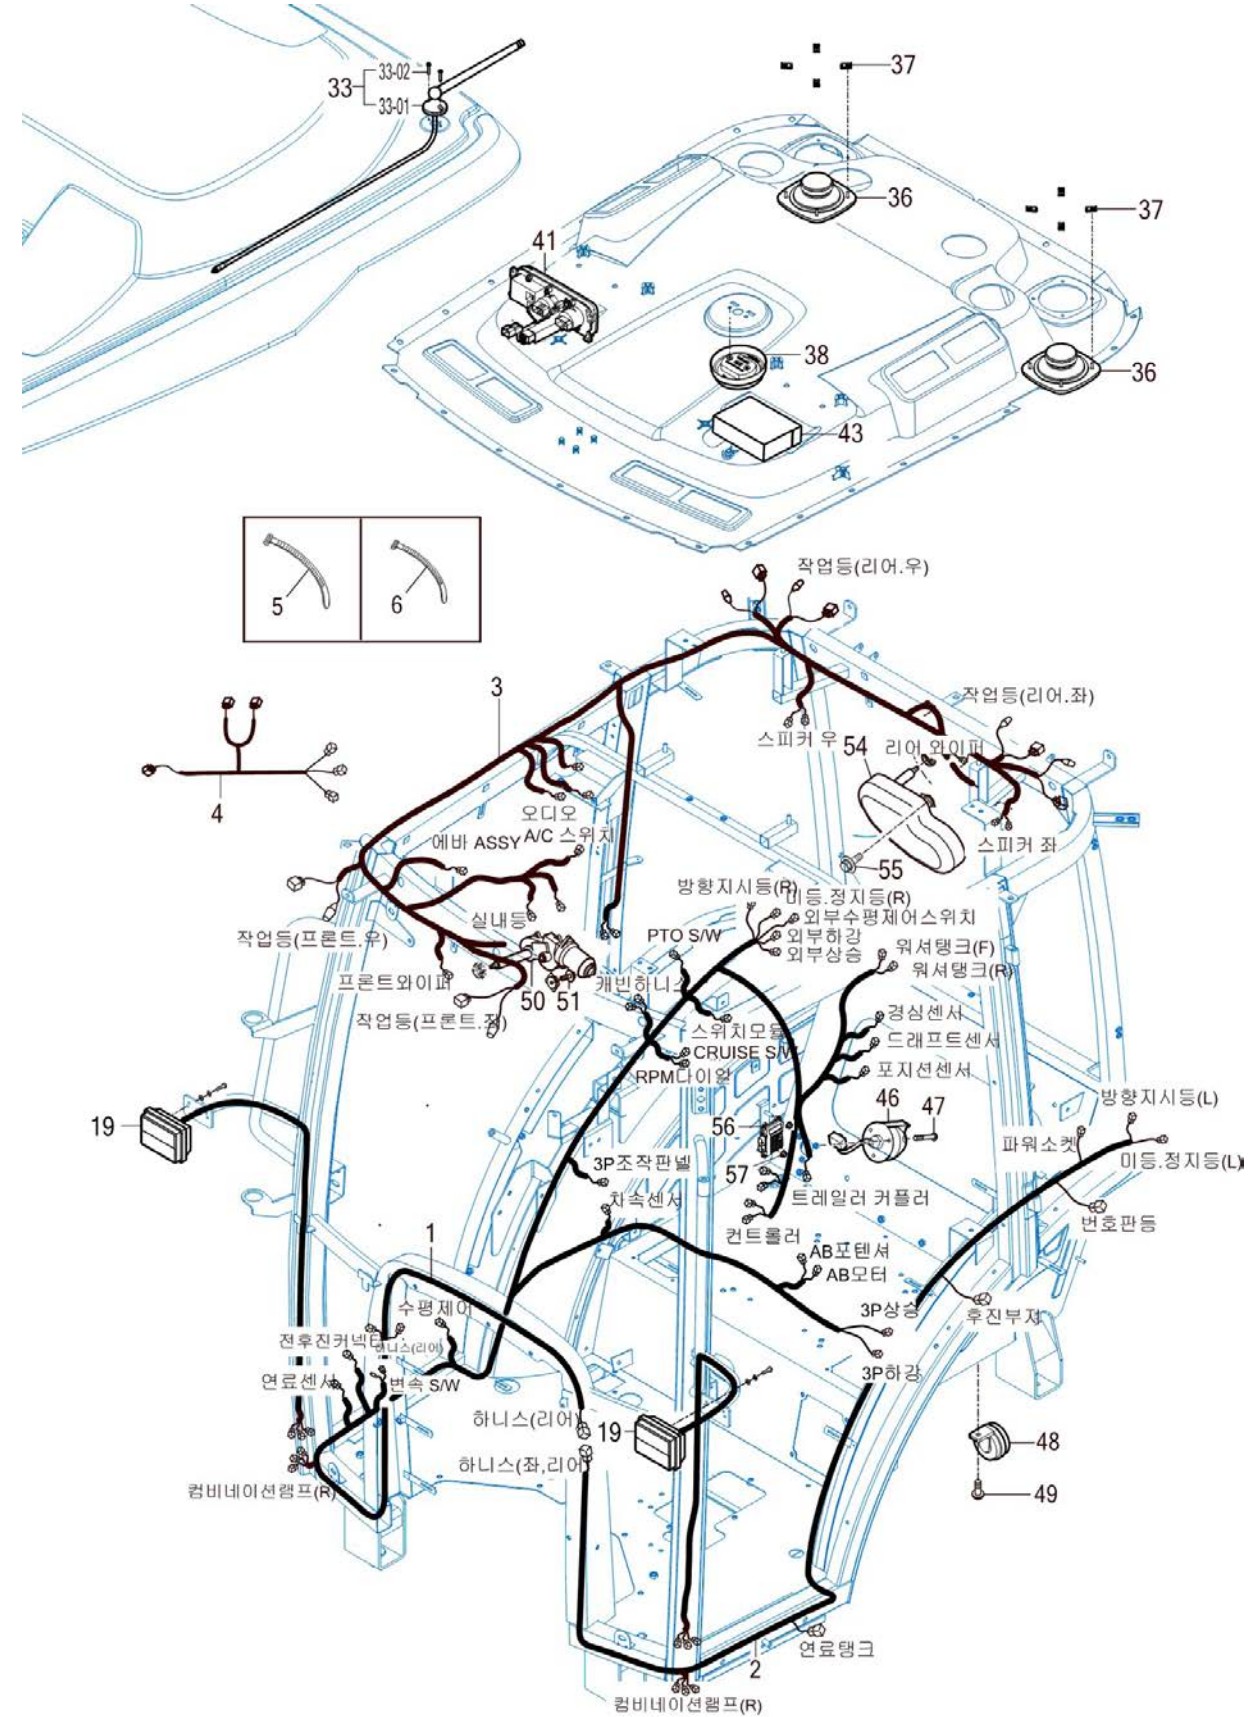 33-02
33
33-01
37
36
37
41
38
36
43
5
6
작업등(리어.우)
3
작업등(리어.좌)
스피커 우
54
리어 와이퍼
4
오디오
A/C 스위치
에바 ASSY
스피커 좌
55
방향지시등(R)
미등.정지등(R)
외부수평제어스위치
실내등
작업등(프론트.우)
PTO S/W
외부하강
외부상승
워셔탱크(F)
워셔탱크(R)
프론트와이퍼
50
51
캐빈하니스
작업등(프론트.좌)
경심센서
스위치모듈
드래프트센서
CRUISE S/W
RPM다이얼
포지션센서
46
47
방향지시등(L)
19
56
파워소켓
3P조작판넬
57
미등.정지등(L)
차속센서
트레일러 커플러
번호판등
1
컨트롤러
AB포텐셔
AB모터
수평제어
3P상승
후진부저
전후진커넥터
하니스(리어)
연료센서
변속 S/W
3P하강
하니스(리어)
19
48
하니스(좌,리어)
49
컴비네이션램프(R)
연료탱크
2
컴비네이션램프(R)